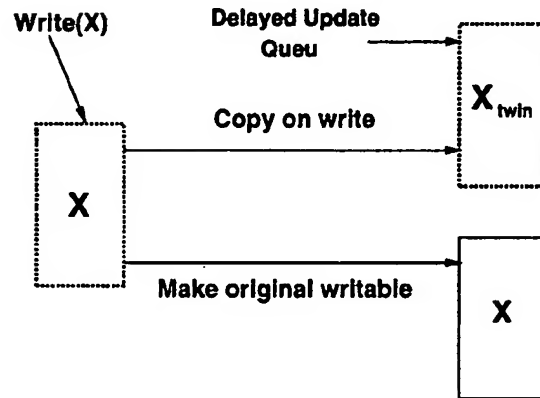 Write(X)
Delayed Update
Queu
X twin
Copy on write
X
Make original writable
X